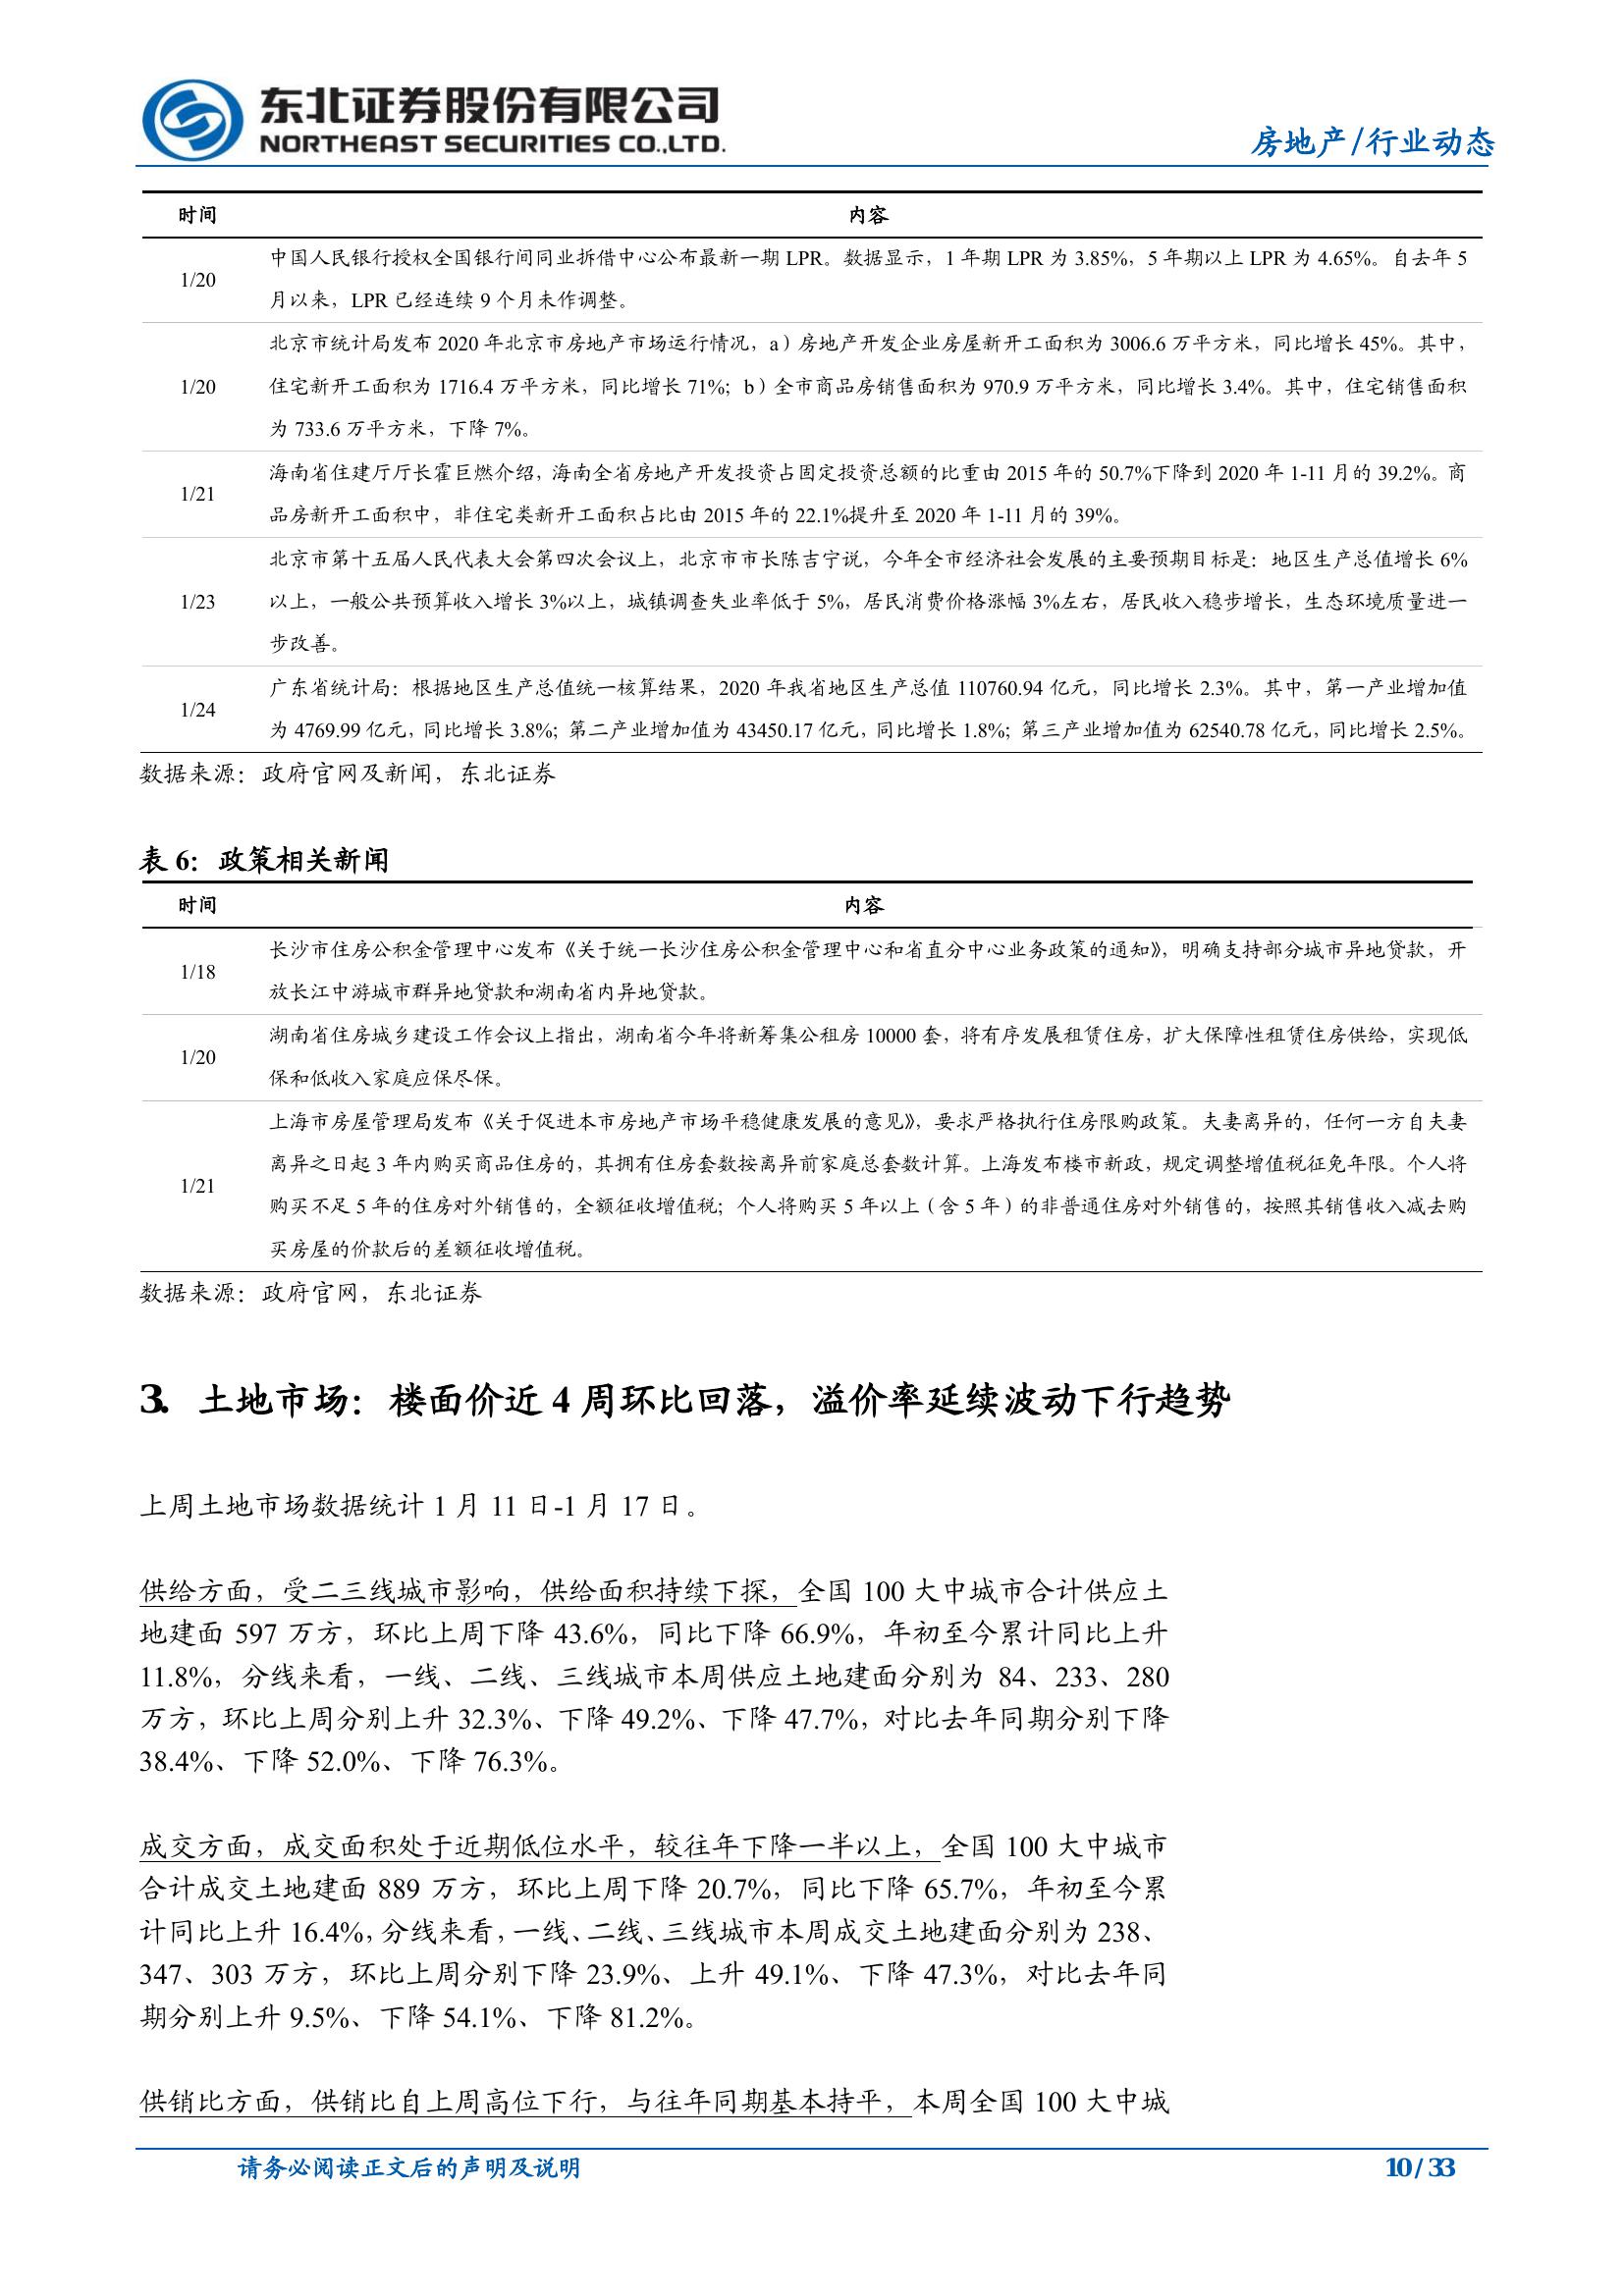 东北证券股份有限公司
NORTHEAST SECURITIES CO.,LTD.
房地产/行业动态
时间 内容
1/20 中国人民银行授权全国银行间同业拆借中心公布最新一期 LPR。数据显示，1 年期 LPR 为 3.85%，5 年期以上 LPR 为 4.65%。自去年 5
月以来，LPR 已经连续 9 个月未作调整。
1/20 北京市统计局发布 2020 年北京市房地产市场运行情况，a）房地产开发企业房屋新开工面积为 3006.6 万平方米，同比增长 45%。其中，
住宅新开工面积为 1716.4 万平方米，同比增长 71%；b）全市商品房销售面积为 970.9 万平方米，同比增长 3.4%。其中，住宅销售面积
为 733.6 万平方米，下降 7%。
1/21 海南省住建厅厅长霍巨燃介绍，海南全省房地产开发投资占固定投资总额的比重由 2015 年的 50.7%下降到 2020 年 1-11 月的 39.2%。商
品房新开工面积中，非住宅类新开工面积占比由 2015 年的 22.1%提升至 2020 年 1-11 月的 39%。
1/23 北京市第十五届人民代表大会第四次会议上，北京市市长陈吉宁说，今年全市经济社会发展的主要预期目标是：地区生产总值增长 6%
以上，一般公共预算收入增长 3%以上，城镇调查失业率低于 5%，居民消费价格涨幅 3%左右，居民收入稳步增长，生态环境质量进一
步改善。
1/24 广东省统计局：根据地区生产总值统一核算结果，2020 年我省地区生产总值 110760.94 亿元，同比增长 2.3%。其中，第一产业增加值
为 4769.99 亿元，同比增长 3.8%；第二产业增加值为 43450.17 亿元，同比增长 1.8%；第三产业增加值为 62540.78 亿元，同比增长 2.5%。
数据来源：政府官网及新闻，东北证券
表 6：政策相关新闻
时间 内容
1/18 长沙市住房公积金管理中心发布《关于统一长沙住房公积金管理中心和省直分中心业务政策的通知》，明确支持部分城市异地贷款，开
放长江中游城市群异地贷款和湖南省内异地贷款。
1/20 湖南省住房城乡建设工作会议上指出，湖南省今年将新筹集公租房 10000 套，将有序发展租赁住房，扩大保障性租赁住房供给，实现低
保和低收入家庭应保尽保。
1/21 上海市房屋管理局发布《关于促进本市房地产市场平稳健康发展的意见》，要求严格执行住房限购政策。夫妻离异的，任何一方自夫妻
离异之日起 3 年内购买商品住房的，其拥有住房套数按离异前家庭总套数计算。上海发布楼市新政，规定调整增值税征免年限。个人将
购买不足 5 年的住房对外销售的，全额征收增值税；个人将购买 5 年以上（含 5 年）的非普通住房对外销售的，按照其销售收入减去购
买房屋的价款后的差额征收增值税。
数据来源：政府官网，东北证券
3. 土地市场：楼面价近 4 周环比回落，溢价率延续波动下行趋势
上周土地市场数据统计 1 月 11 日-1 月 17 日。
供给方面，受二三线城市影响，供给面积持续下探，全国 100 大中城市合计供应土
地建面 597 万方，环比上周下降 43.6%，同比下降 66.9%，年初至今累计同比上升
11.8%，分线来看，一线、二线、三线城市本周供应土地建面分别为 84、233、280
万方，环比上周分别上升 32.3%、下降 49.2%、下降 47.7%，对比去年同期分别下降
38.4%、下降 52.0%、下降 76.3%。
成交方面，成交面积处于近期低位水平，较往年下降一半以上，全国 100 大中城市
合计成交土地建面 889 万方，环比上周下降 20.7%，同比下降 65.7%，年初至今累
计同比上升 16.4%，分线来看，一线、二线、三线城市本周成交土地建面分别为 238、
347、303 万方，环比上周分别下降 23.9%、上升 49.1%、下降 47.3%，对比去年同
期分别上升 9.5%、下降 54.1%、下降 81.2%。
供销比方面，供销比自上周高位下行，与往年同期基本持平，本周全国 100 大中城
请务必阅读正文后的声明及说明 10 / 33